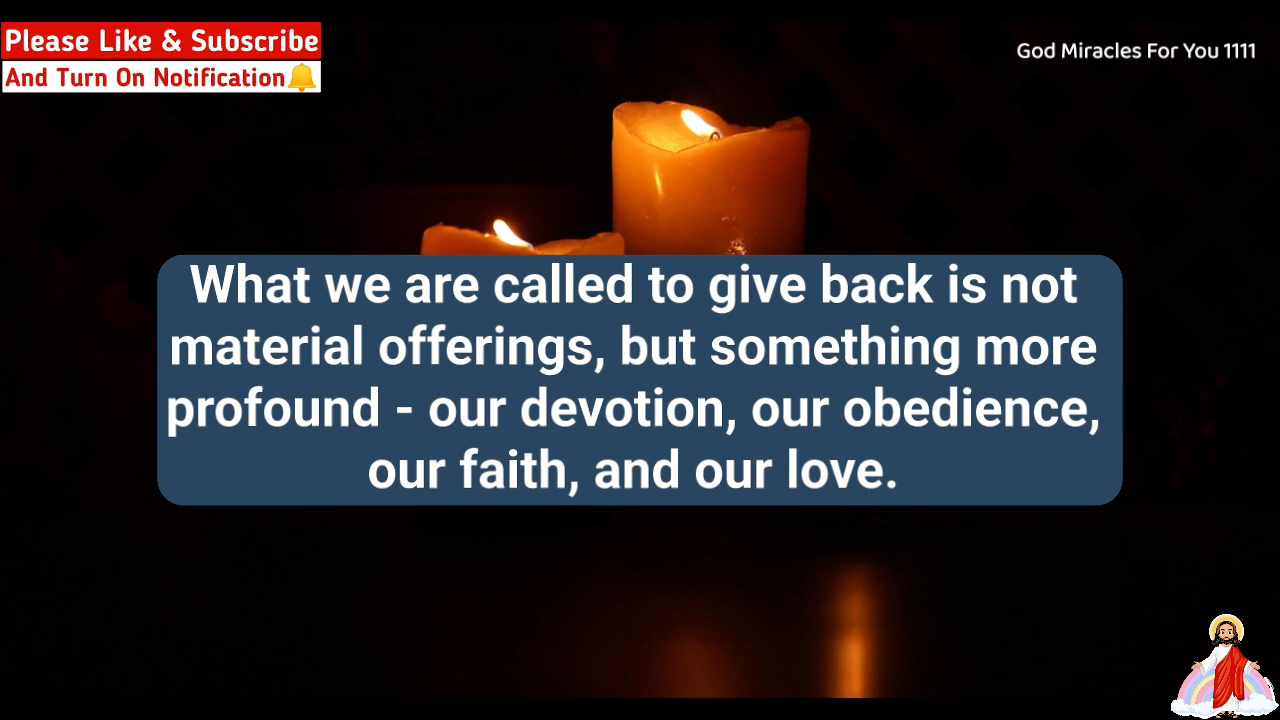 Please Like & Subscribe
And Turn On Notification
God Miracles For You 1111
What we are called to give back is not
material offerings, but something more
profound - our devotion, our obedience,
our faith, and our love.